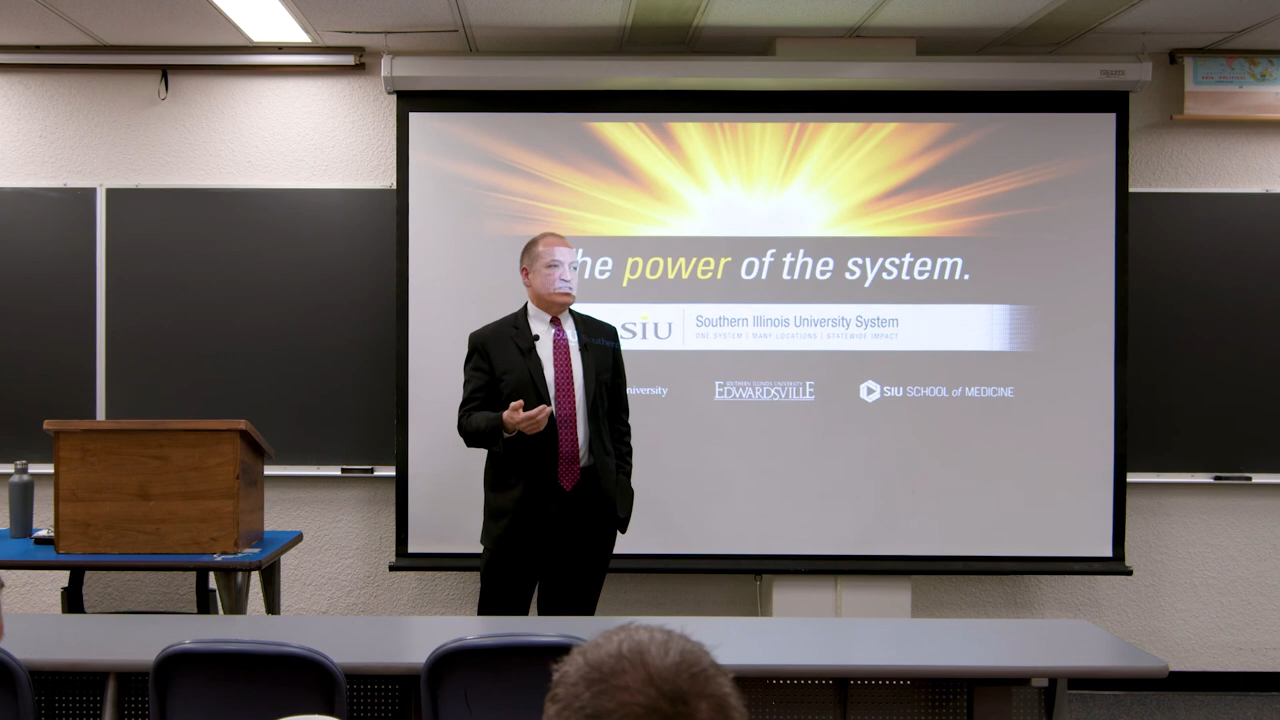 he power of the system.
SIU
Southern Illinois University System
ONE SYSTEM | MANY LOCATIONS | STATEWIDE IMPACT
niversity
SOUTHERN ILLINOIS UNIVERSITY
EDWARDSVILLE
SIU SCHOOL of MEDICINE